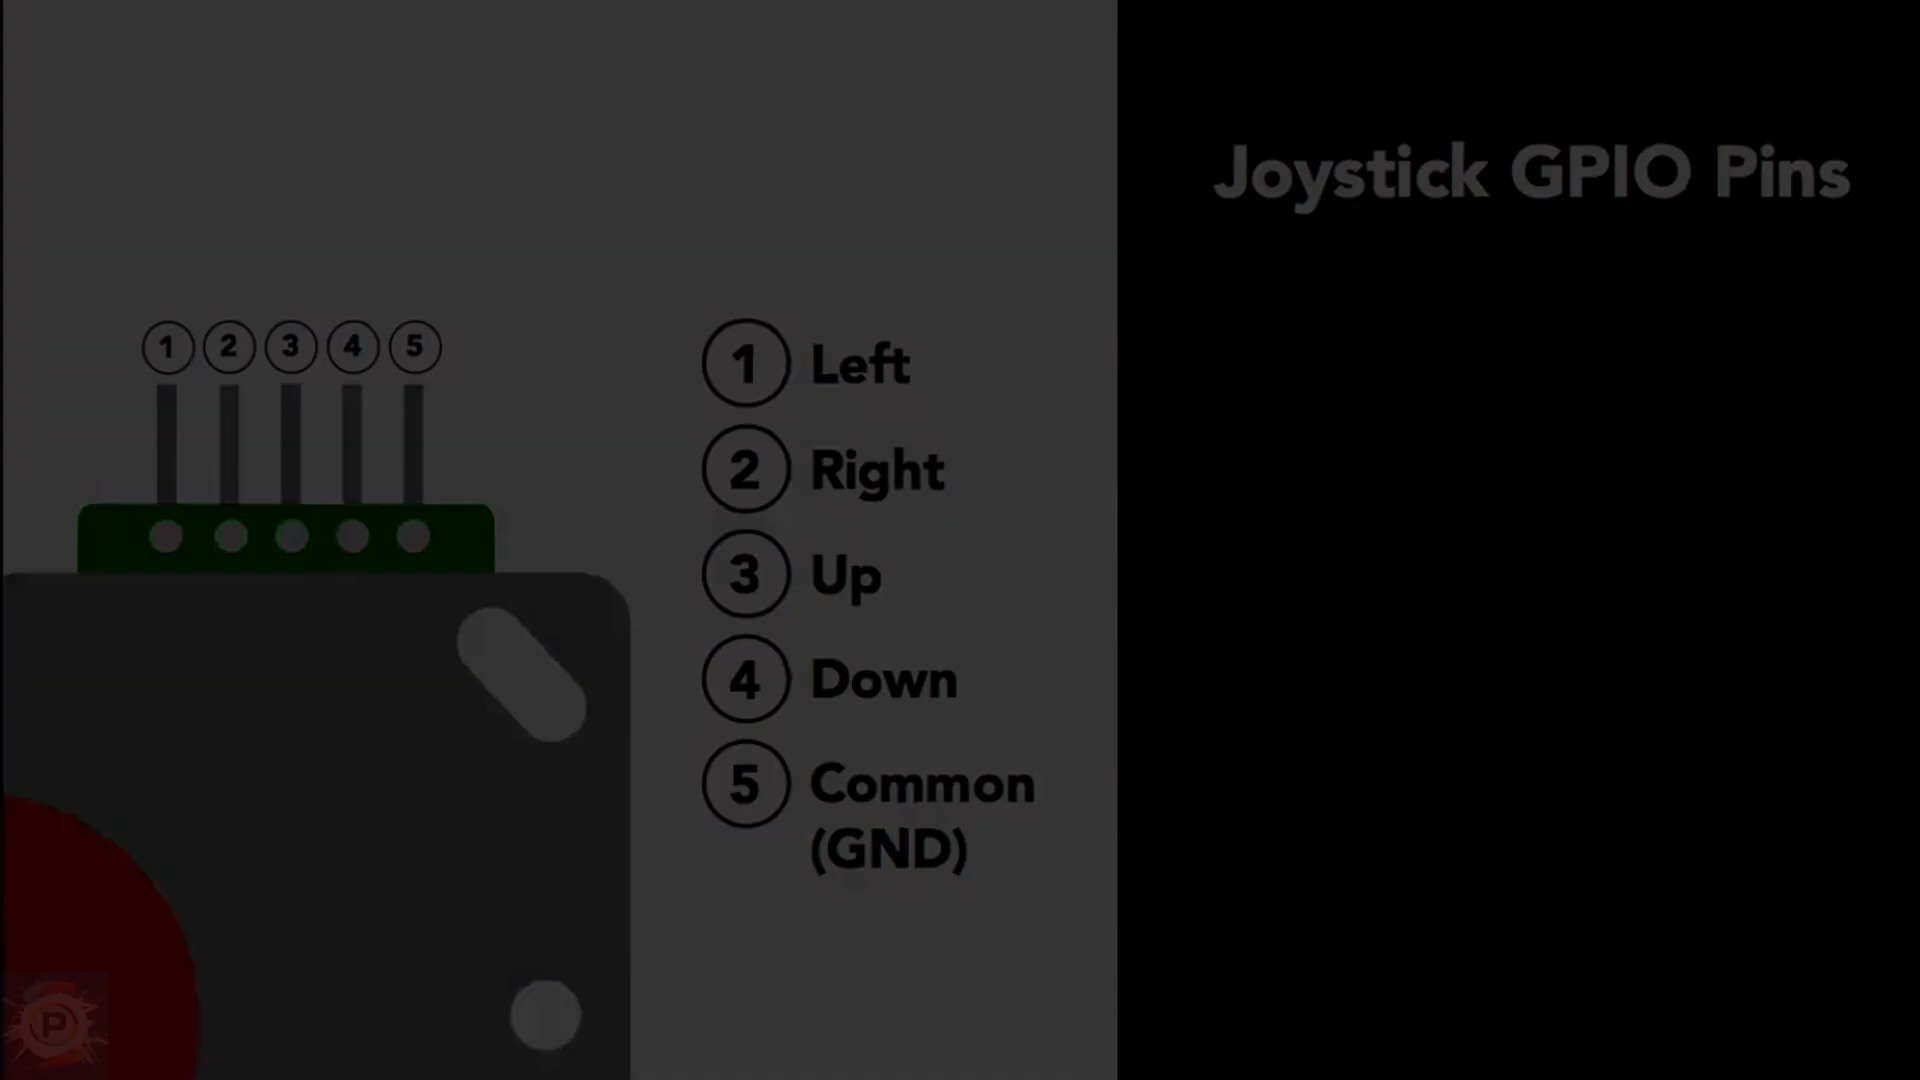 Joystick GPIO Pins
1 2 3 4 5
1 Left
2 Right
3 Up
4 Down
5 Common
(GND)
P